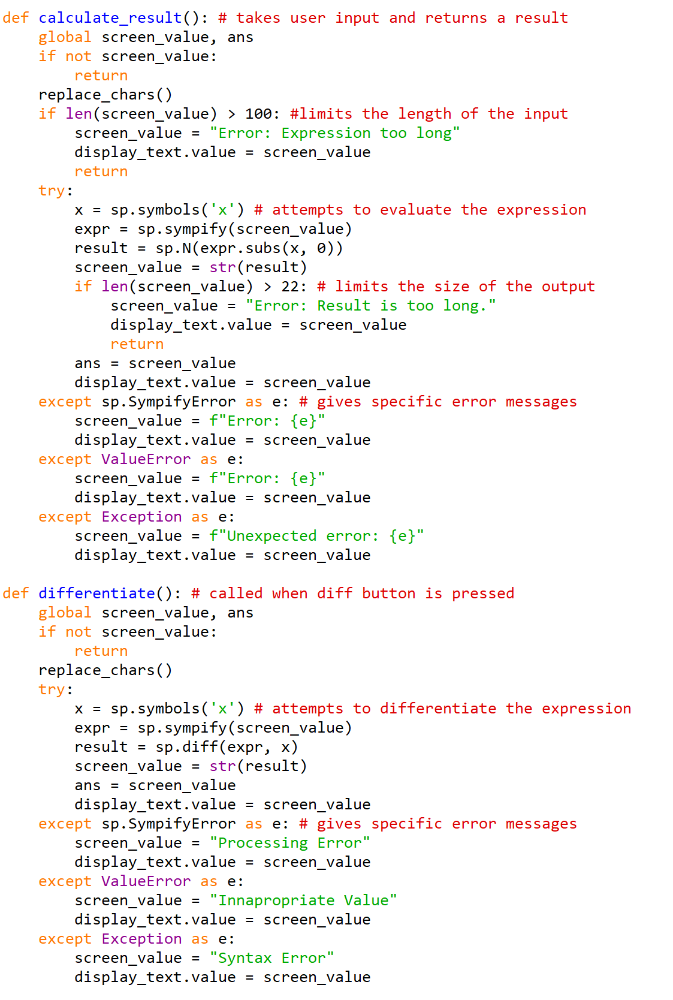 def calculate_result(): # takes user input and returns a result
    global screen_value, ans
    if not screen_value:
        return
    replace_chars()
    if len(screen_value) > 100: #limits the length of the input
        screen_value = "Error: Expression too long"
        display_text.value = screen_value
        return
    try:
        x = sp.symbols('x') # attempts to evaluate the expression
        expr = sp.sympify(screen_value)
        result = sp.N(expr.subs(x, 0))
        screen_value = str(result)
        if len(screen_value) > 22: # limits the size of the output
            screen_value = "Error: Result is too long."
            display_text.value = screen_value
            return
        ans = screen_value
        display_text.value = screen_value
    except sp.SympifyError as e: # gives specific error messages
        screen_value = f"Error: {e}"
        display_text.value = screen_value
    except ValueError as e:
        screen_value = f"Error: {e}"
        display_text.value = screen_value
    except Exception as e:
        screen_value = f"Unexpected error: {e}"
        display_text.value = screen_value

def differentiate(): # called when diff button is pressed
    global screen_value, ans
    if not screen_value:
        return
    replace_chars()
    try:
        x = sp.symbols('x') # attempts to differentiate the expression
        expr = sp.sympify(screen_value)
        result = sp.diff(expr, x)
        screen_value = str(result)
        ans = screen_value
        display_text.value = screen_value
    except sp.SympifyError as e: # gives specific error messages
        screen_value = "Processing Error"
        display_text.value = screen_value
    except ValueError as e:
        screen_value = "Innapropriate Value"
        display_text.value = screen_value
    except Exception as e:
        screen_value = "Syntax Error"
        display_text.value = screen_value